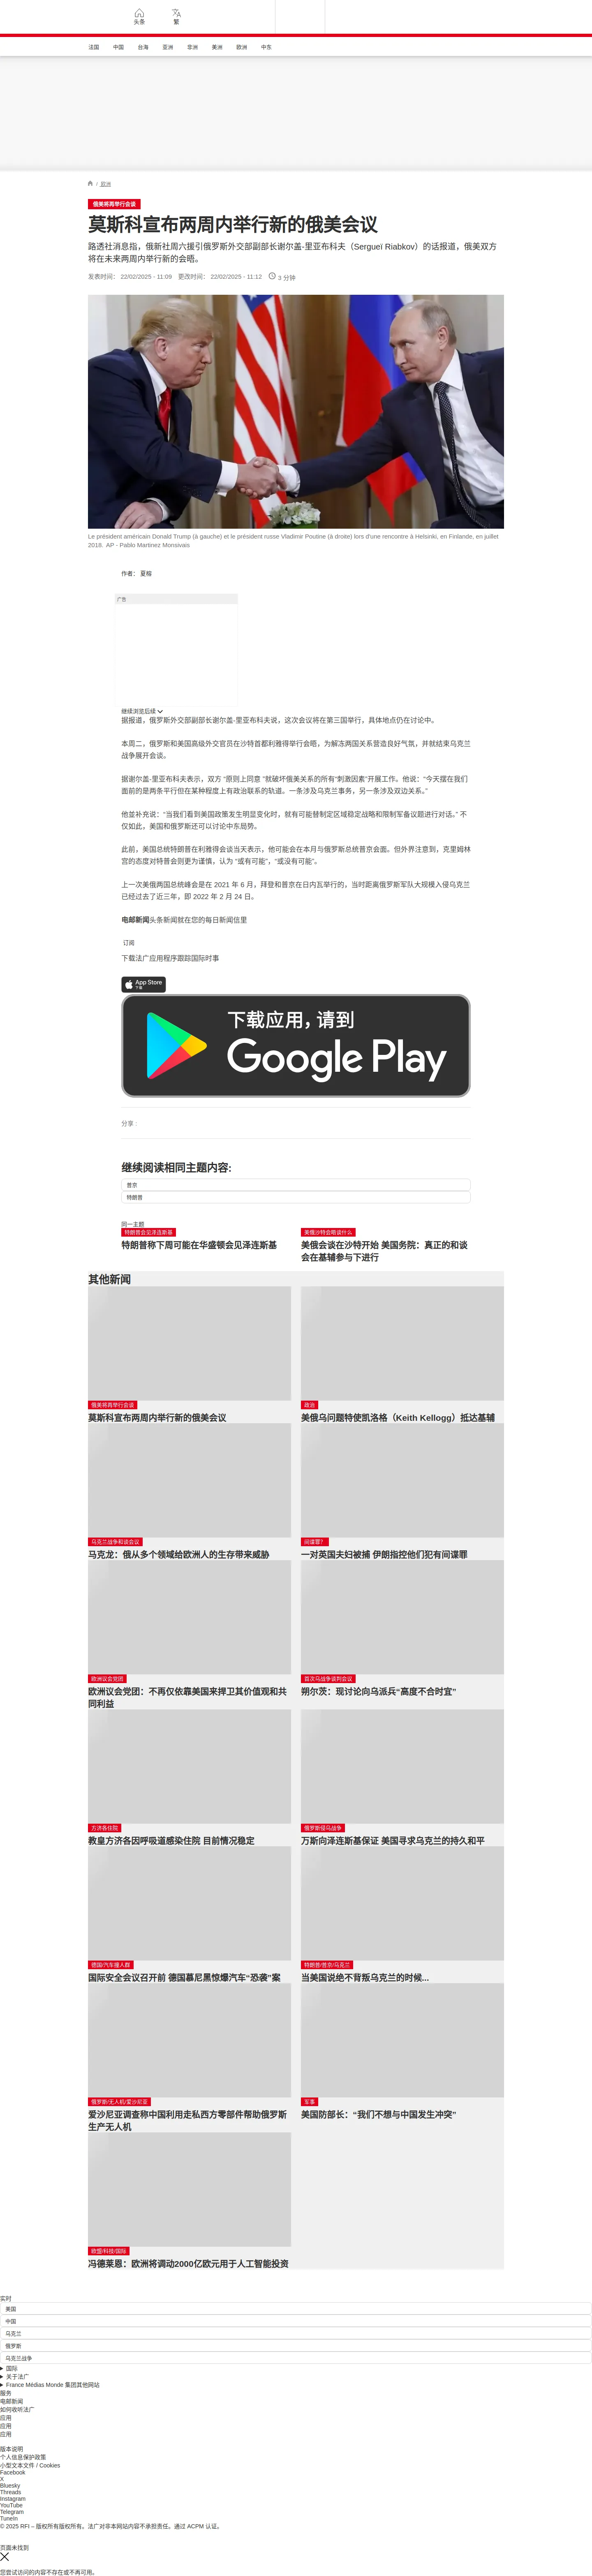 头条
繁
法国 中国 台海 亚洲 非洲 美洲 欧洲 中东
/ 欧洲
俄美将再举行会谈
莫斯科宣布两周内举行新的俄美会议
路透社消息指，俄新社周六援引俄罗斯外交部副部长谢尔盖-里亚布科夫（Sergueï Riabkov）的话报道，俄美双方
将在未来两周内举行新的会晤。
发表时间： 22/02/2025 - 11:09 更改时间： 22/02/2025 - 11:12 3 分钟
Le président américain Donald Trump (à gauche) et le président russe Vladimir Poutine (à droite) lors d'une rencontre à Helsinki, en Finlande, en juillet
2018. AP - Pablo Martinez Monsivais
作者： 夏榕
广告
继续浏览后续
据报道，俄罗斯外交部副部长谢尔盖-里亚布科夫说，这次会议将在第三国举行，具体地点仍在讨论中。
本周二，俄罗斯和美国高级外交官员在沙特首都利雅得举行会晤，为解冻两国关系营造良好气氛，并就结束乌克兰
战争展开会谈。
据谢尔盖-里亚布科夫表示，双方 “原则上同意 “就破坏俄美关系的所有“刺激因素”开展工作。他说：“今天摆在我们
面前的是两条平行但在某种程度上有政治联系的轨道。一条涉及乌克兰事务，另一条涉及双边关系。”
他並补充说：“当我们看到美国政策发生明显变化时，就有可能替制定区域稳定战略和限制军备议题进行对话。” 不
仅如此，美国和俄罗斯还可以讨论中东局势。
此前，美国总统特朗普在利雅得会谈当天表示，他可能会在本月与俄罗斯总统普京会面。但外界注意到，克里姆林
宫的态度对特普会则更为谨慎，认为 “或有可能”，“或没有可能”。
上一次美俄两国总统峰会是在 2021 年 6 月，拜登和普京在日内瓦举行的，当时距离俄罗斯军队大规模入侵乌克兰
已经过去了近三年，即 2022 年 2 月 24 日。
电邮新闻头条新闻就在您的每日新闻信里
订阅
下载法广应用程序跟踪国际时事
App Store
下载
下载应用，请到
Google Play
分享 :
继续阅读相同主题内容:
普京
特朗普
同一主题
特朗普会见泽连斯基
特朗普称下周可能在华盛顿会见泽连斯基
美俄沙特会晤谈什么
美俄会谈在沙特开始 美国务院：真正的和谈
会在基辅参与下进行
其他新闻
俄美将再举行会谈
莫斯科宣布两周内举行新的俄美会议
政治
美俄乌问题特使凯洛格（Keith Kellogg）抵达基辅
乌克兰战争和谈会议
马克龙：俄从多个领域给欧洲人的生存带来威胁
间谍罪？
一对英国夫妇被捕 伊朗指控他们犯有间谍罪
欧洲议会党团
欧洲议会党团：不再仅依靠美国来捍卫其价值观和共
同利益
首次乌战争谈判会议
朔尔茨：现讨论向乌派兵“高度不合时宜”
方济各住院
教皇方济各因呼吸道感染住院 目前情况稳定
俄罗斯侵乌战争
万斯向泽连斯基保证 美国寻求乌克兰的持久和平
德国/汽车撞人群
国际安全会议召开前 德国慕尼黑惊爆汽车“恐袭”案
特朗普/普京/乌克兰
当美国说绝不背叛乌克兰的时候...
俄罗斯/无人机/爱沙尼亚
爱沙尼亚调查称中国利用走私西方零部件帮助俄罗斯
生产无人机
军事
美国防部长：“我们不想与中国发生冲突”
欧盟/科技/国际
冯德莱恩：欧洲将调动2000亿欧元用于人工智能投资
实时
美国
中国
乌克兰
俄罗斯
乌克兰战争
国际
关于法广
France Médias Monde 集团其他网站
服务
电邮新闻
如何收听法广
应用
应用
应用
版本说明
个人信息保护政策
小型文本文件 / Cookies
Facebook
X
Bluesky
Threads
Instagram
YouTube
Telegram
TuneIn
© 2025 RFI – 版权所有版权所有。法广对非本网站内容不承担责任。通过 ACPM 认证。
页面未找到
您尝试访问的内容不存在或不再可用。